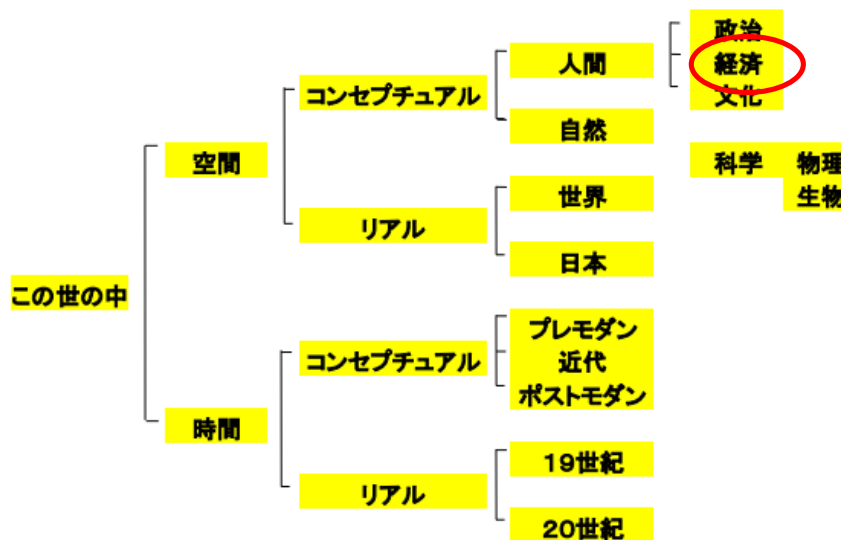 政治
人間
経済
コンセプチュアル
文化
自然
空間
科学 物理
世界
生物
リアル
日本
この世の中
プレモダン
コンセプチュアル
近代
ポストモダン
時間
19世紀
リアル
20世紀